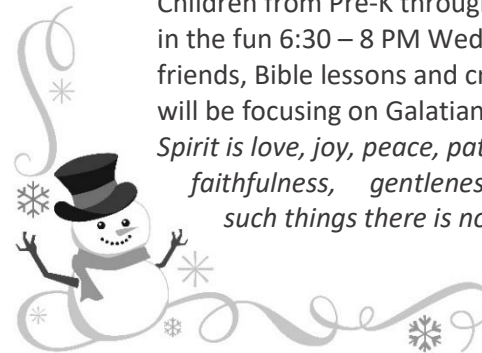 Children from Pre-K through
in the fun 6:30 – 8 PM Wed
friends, Bible lessons and cr
will be focusing on Galatian
Spirit is love, joy, peace, pat
faithfulness, gentlenes
such things there is no